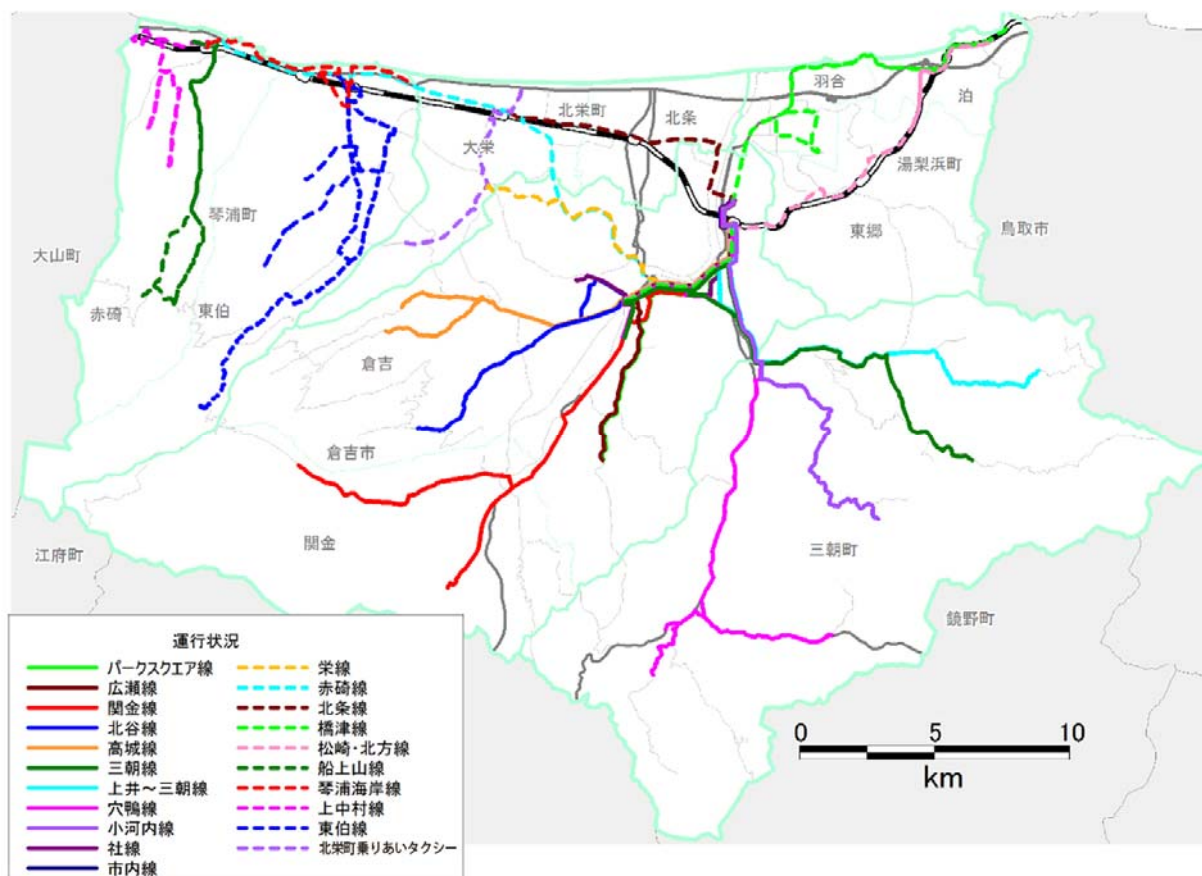 羽合
泊
北栄町
北条
大栄
湯梨浜町
琴浦町
東郷
鳥取市
大山町
赤碕
東伯
倉吉
倉吉市
関金
三朝町
江府町
鏡野町
運行状況
パークスクエア線
広瀬線
関金線
北谷線
高城線
三朝線
上井～三朝線
穴鴨線
小河内線
社線
市内線
栄線
赤碕線
北条線
橋津線
松崎・北方線
船上山線
琴浦海岸線
上中村線
東伯線
北栄町乗りあいタクシー
0 5 10
km